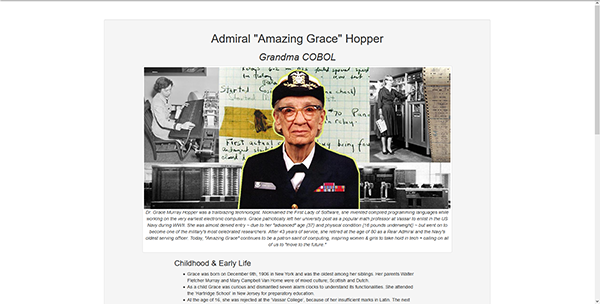 Admiral "Amazing Grace" Hopper
Grandma COBOL
Started
relay
First actual
Dr. Grace Murray Hopper was a trailblazing technologist. Nicknamed the First Lady of Software, she invented compiled programming languages while
working on the very earliest electronic computers. Grace patriotically left her university post as a popular math professor at Vassar to enlist in the US
Navy during WWII. She was almost denied entry - due to her "advanced" age (37) and physical condition (16 pounds underweight) - but went on to
become one of the military's most celebrated researchers. After 43 years of service, she retired at the age of 80 as a Rear Admiral and the Navy's
oldest serving officer. Today, "Amazing Grace" continues to be a patron saint of computing, inspiring women & girls to take hold in tech + eating on all
of us to "move to the future."
Childhood & Early Life
Grace was born on December 9th, 1906 in New York and was the oldest among her siblings. Her parents Walter
Fletcher Murray and Mary Campbell Van Horne were of mixed culture; Scottish and Dutch.
As a child Grace was curious and dismantled seven alarm clocks to understand its functionalities. She attended
the 'Hartridge School' in New Jersey for preparatory education.
At the age of 16, she was rejected at the 'Vassar College', because of her insufficient marks in Latin. The next